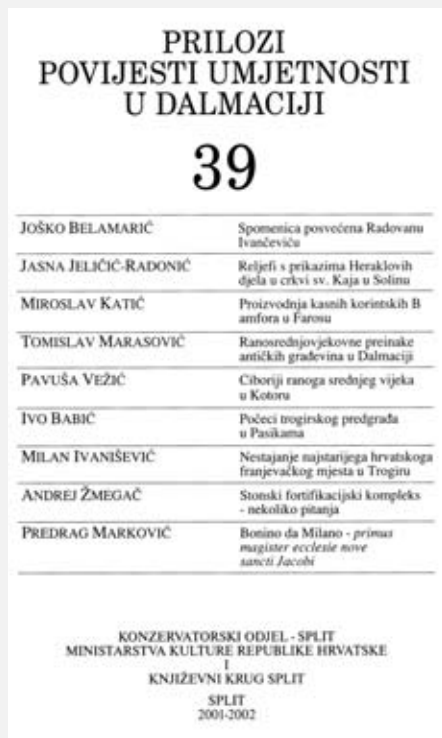 PRILOZI
POVIJESTI UMJETNOSTI
U DALMACIJI
39
JOŠKO BELAMARIĆ
Spomenica posvećena Radovanu
Ivančeviću
JASNA JELIČIĆ-RADONIĆ
Reljefi s prikazima Heraklovih
djela u crkvi sv. Kaja u Solinu
MIROSLAV KATIĆ
Proizvodnja kasnih korintskih B
amfora u Farosu
TOMISLAV MARASOVIĆ
Ranosrednjovjekovne preinake
antičkih građevina u Dalmaciji
PAVUŠA VEŽIĆ
Ciboriji ranoga srednjeg vijeka
u Kotoru
IVO BABIĆ
Počeci trogirskog predgrađa
u Pasikama
MILAN IVANIŠEVIĆ
Nestajanje najstarijega hrvatskoga
franjevačkog mjesta u Trogiru
ANDREJ ŽMEGAČ
Stonski fortifikacijski kompleks
- nekoliko pitanja
PREDRAG MARKOVIĆ
Bonino da Milano - primus
magister ecclesie nove
sancti Jacobi
KONZERVATORSKI ODJEL - SPLIT
MINISTARSTVA KULTURE REPUBLIKE HRVATSKE
I
KNJIŽEVNI KRUG SPLIT
SPLIT
2001-2002